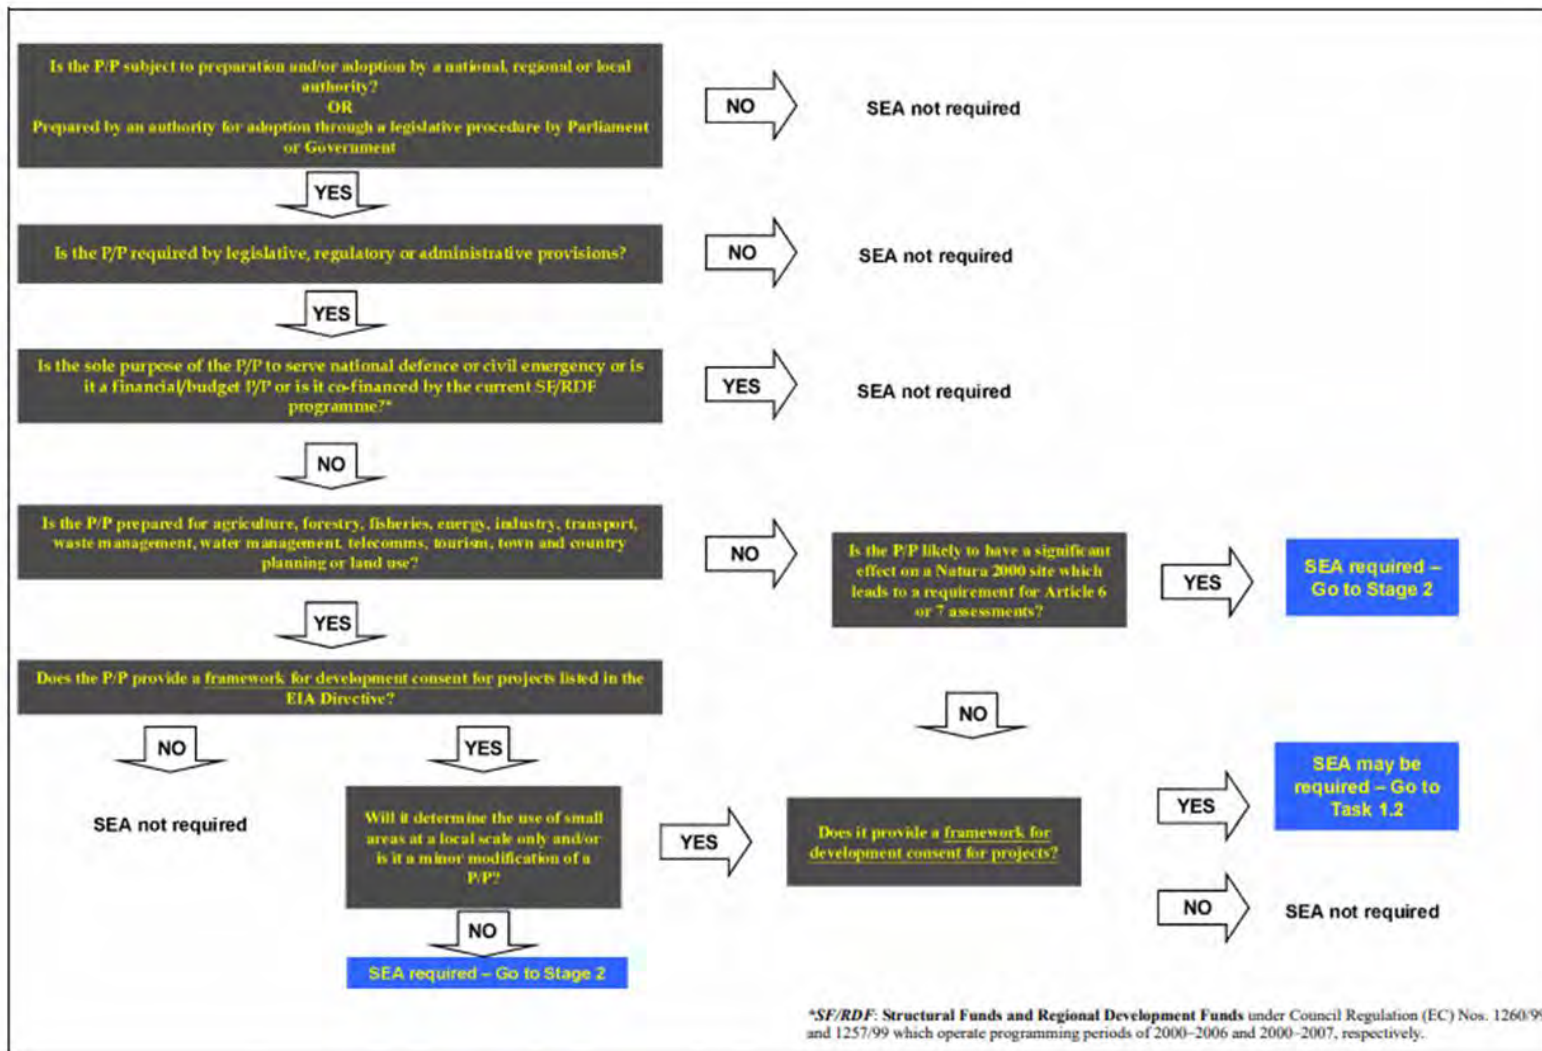 Is the P/P subject to preparation and/or adoption by a national, regional or local
authority?
OR
Prepared by an authority for adoption through a legislative procedure by Parliament
or Government
NO
SEA not required
YES
Is the P/P required by legislative, regulatory or administrative provisions?
NO
SEA not required
YES
Is the sole purpose of the P/P to serve national defence or civil emergency or is
it a financial/budget P/P or is it co-financed by the current SF/RDF
programme?*
YES
SEA not required
NO
Is the P/P prepared for agriculture, forestry, fisheries, energy, industry, transport,
waste management, water management, telecomms, tourism, town and country
planning or land use?
NO
Is the P/P likely to have a significant
effect on a Natura 2000 site which
leads to a requirement for Article 6
or 7 assessments?
YES
SEA required –
Go to Stage 2
YES
Does the P/P provide a framework for development consent for projects listed in the
EIA Directive?
NO
NO
YES
SEA not required
Will it determine the use of small
areas at a local scale only and/or
is it a minor modification of a
P/P?
YES
Does it provide a framework for
development consent for projects?
YES
SEA may be
required – Go to
Task 1.2
NO
SEA not required
NO
SEA required – Go to Stage 2
*SF/RDF: Structural Funds and Regional Development Funds under Council Regulation (EC) Nos. 1260/99
and 1257/99 which operate programming periods of 2000–2006 and 2000–2007, respectively.